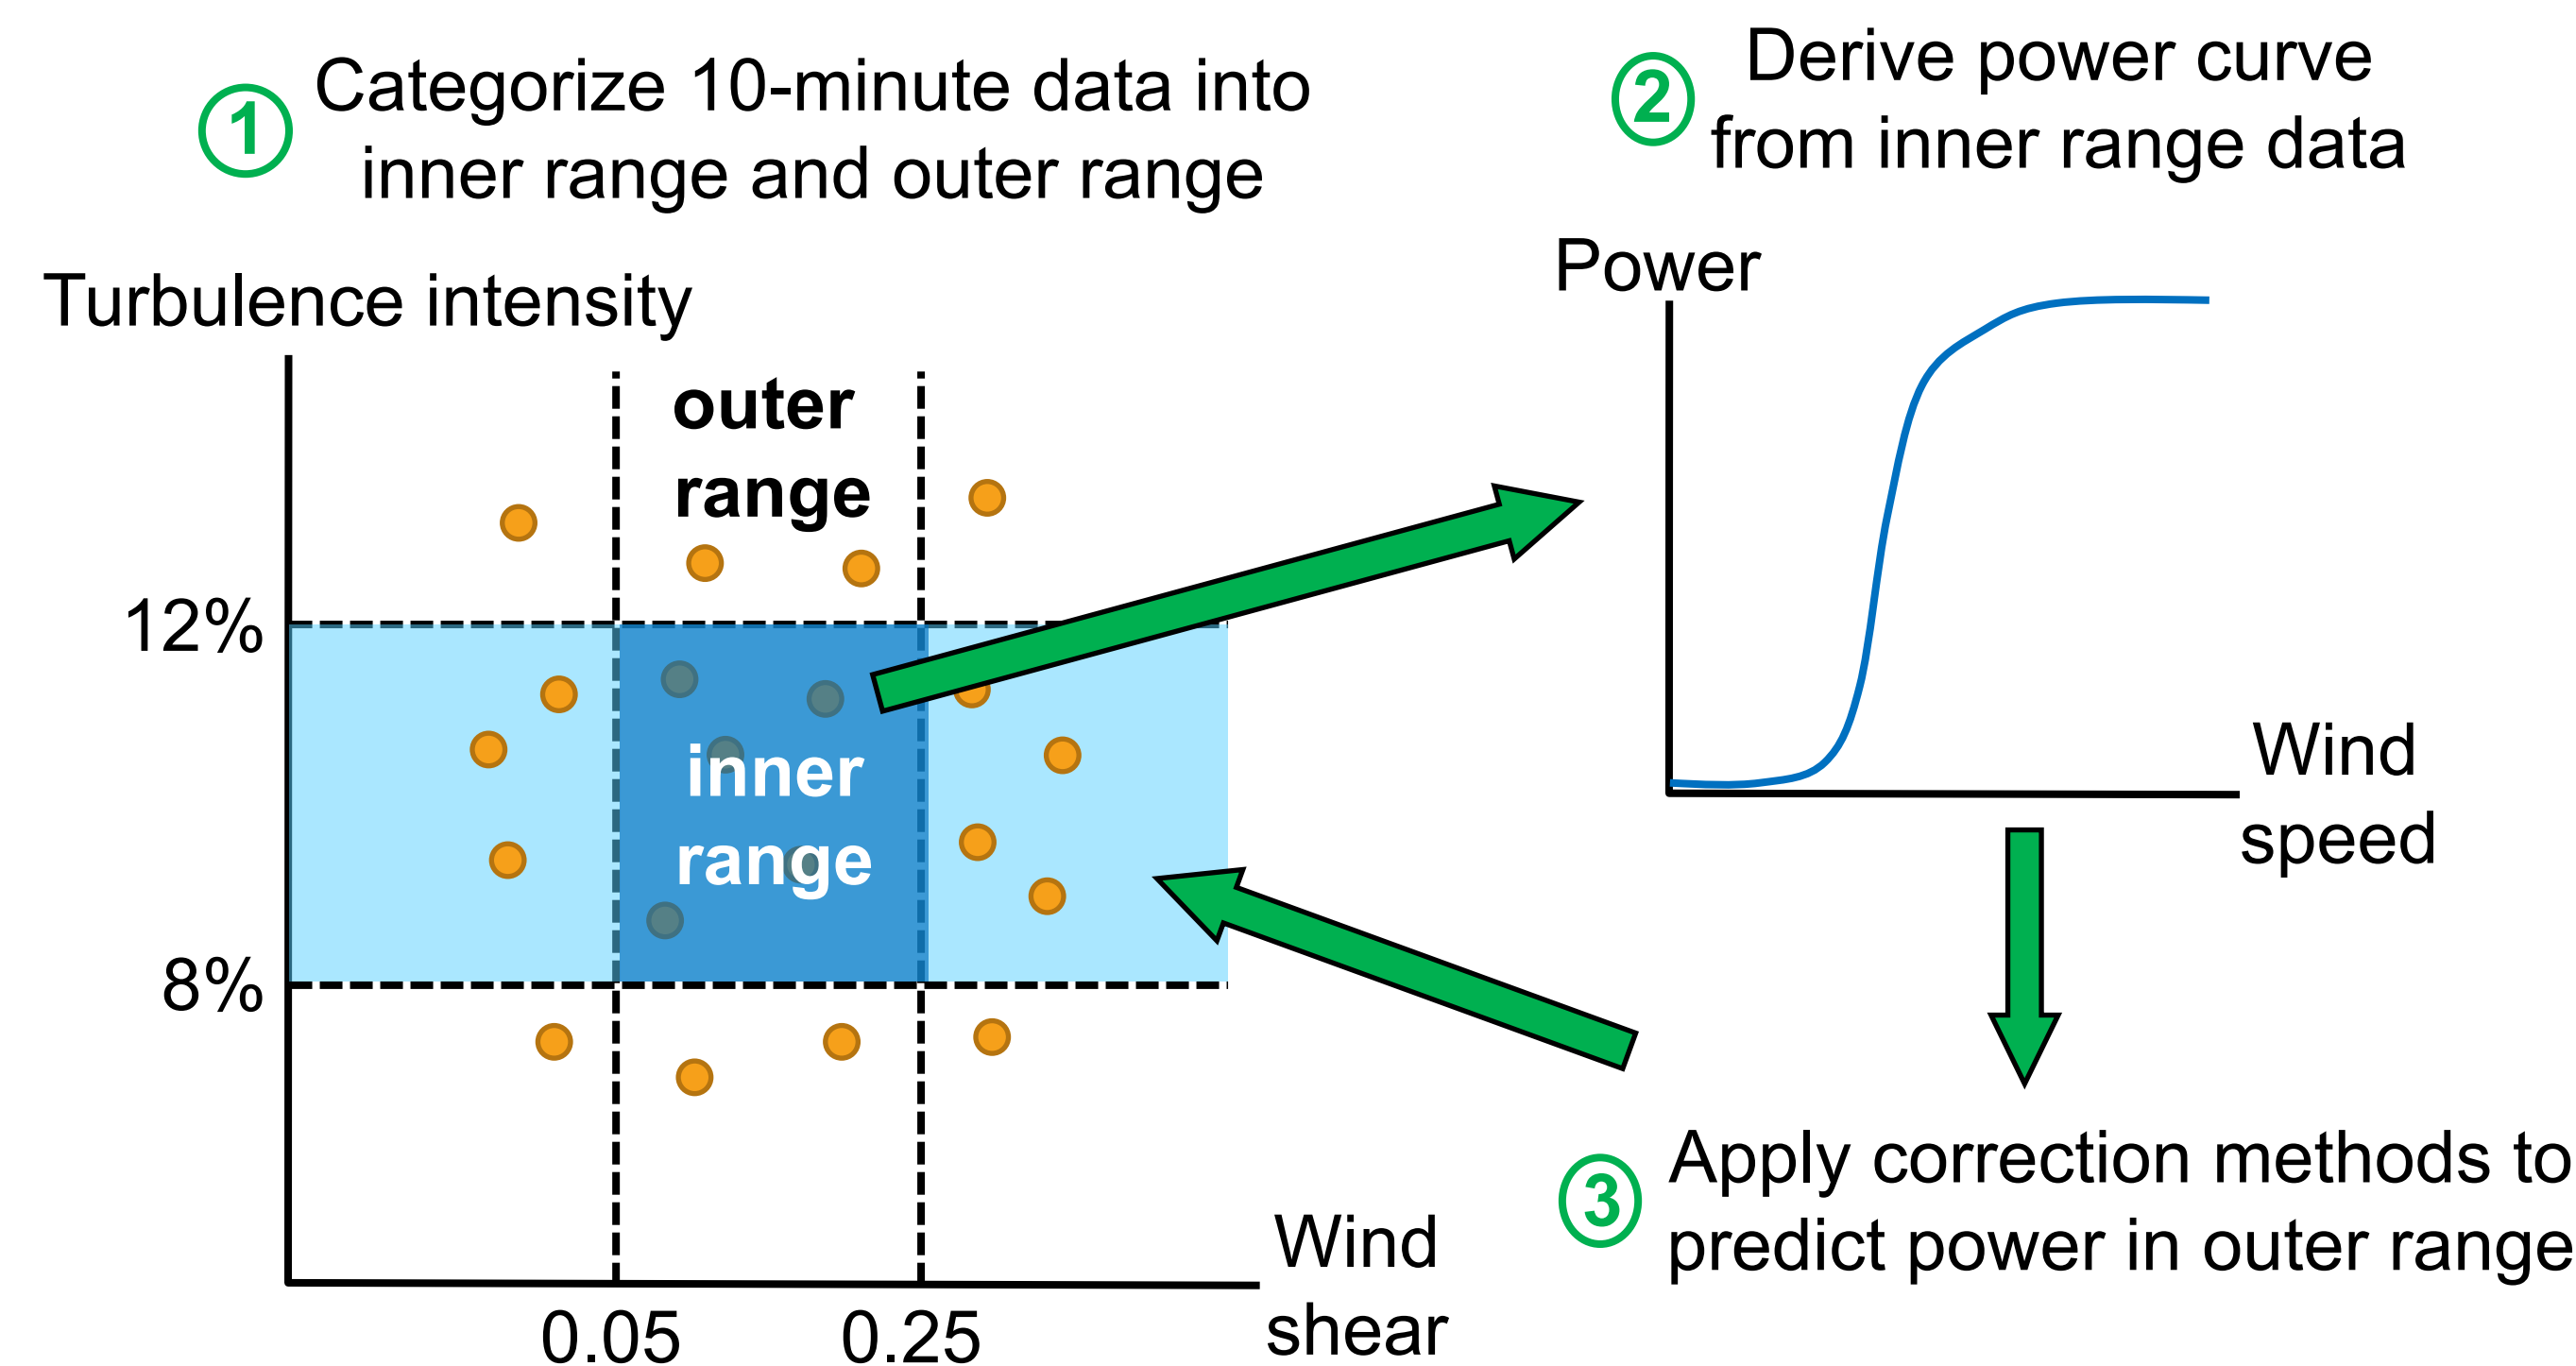 1
Categorize 10-minute data into
inner range and outer range
2
Derive power curve
from inner range data
Turbulence intensity
outer
range
12%
inner
range
8%
0.05
0.25
Wind
shear
Power
Wind
speed
3
Apply correction methods to
predict power in outer range